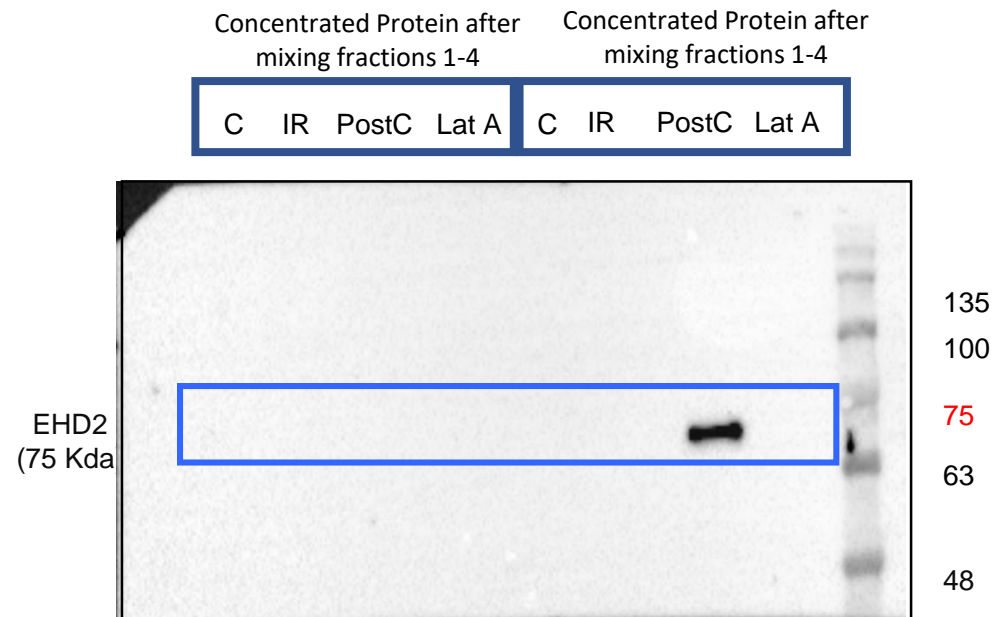 Concentrated Protein after
mixing fractions 1-4
Concentrated Protein after
mixing fractions 1-4
C IR PostC Lat A C IR PostC Lat A
135
100
75
63
48
EHD2
(75 Kda